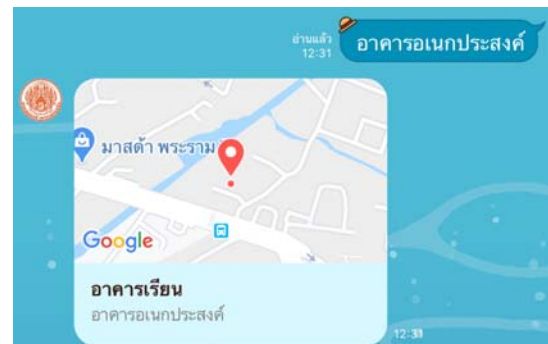 อาคารอเนกประสงค์
อ่านแล้ว
12:31
มาสด้า พระราม
Google
อาคารเรียน
อาคารอเนกประสงค์
12:31